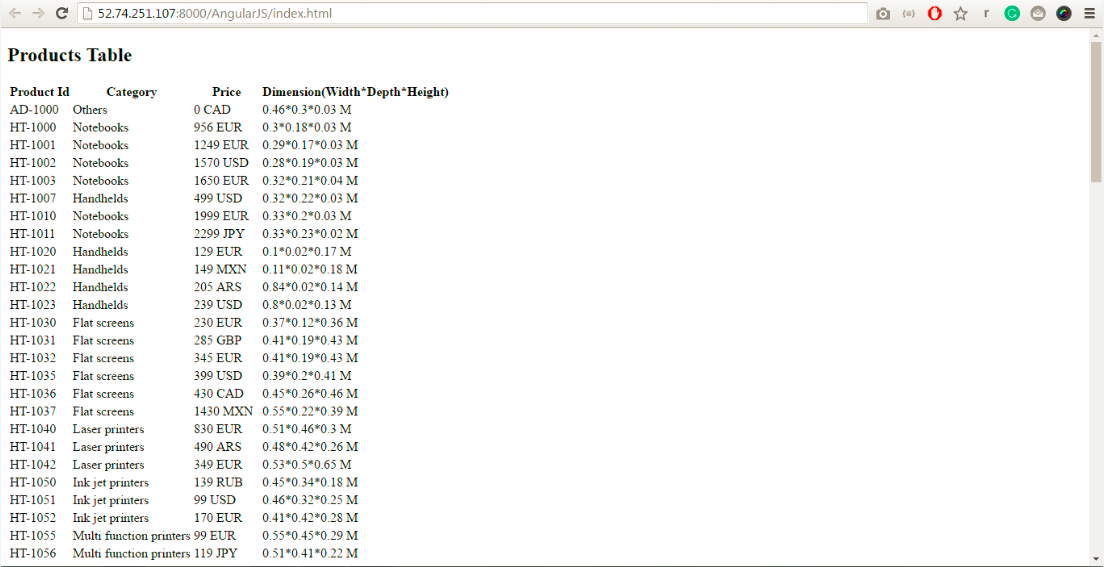 52.74.251.107:8000/AngularJS/index.html
Products Table
Product Id Category Price Dimension(Width*Depth*Height)
AD-1000 Others 0 CAD 0.46*0.3*0.03 M
HT-1000 Notebooks 956 EUR 0.3*0.18*0.03 M
HT-1001 Notebooks 1249 EUR 0.29*0.17*0.03 M
HT-1002 Notebooks 1570 USD 0.28*0.19*0.03 M
HT-1003 Notebooks 1650 EUR 0.32*0.21*0.04 M
HT-1007 Handhelds 499 USD 0.32*0.22*0.03 M
HT-1010 Notebooks 1999 EUR 0.33*0.2*0.03 M
HT-1011 Notebooks 2299 JPY 0.33*0.23*0.02 M
HT-1020 Handhelds 129 EUR 0.1*0.02*0.17 M
HT-1021 Handhelds 149 MXN 0.11*0.02*0.18 M
HT-1022 Handhelds 205 ARS 0.84*0.02*0.14 M
HT-1023 Handhelds 239 USD 0.8*0.02*0.13 M
HT-1030 Flat screens 230 EUR 0.37*0.12*0.36 M
HT-1031 Flat screens 285 GBP 0.41*0.19*0.43 M
HT-1032 Flat screens 345 EUR 0.41*0.19*0.43 M
HT-1035 Flat screens 399 USD 0.39*0.2*0.41 M
HT-1036 Flat screens 430 CAD 0.45*0.26*0.46 M
HT-1037 Flat screens 1430 MXN 0.55*0.22*0.39 M
HT-1040 Laser printers 830 EUR 0.51*0.46*0.3 M
HT-1041 Laser printers 490 ARS 0.48*0.42*0.26 M
HT-1042 Laser printers 349 EUR 0.53*0.5*0.65 M
HT-1050 Ink jet printers 139 RUB 0.45*0.34*0.18 M
HT-1051 Ink jet printers 99 USD 0.46*0.32*0.25 M
HT-1052 Ink jet printers 170 EUR 0.41*0.42*0.28 M
HT-1055 Multi function printers 99 EUR 0.55*0.45*0.29 M
HT-1056 Multi function printers 119 JPY 0.51*0.41*0.22 M